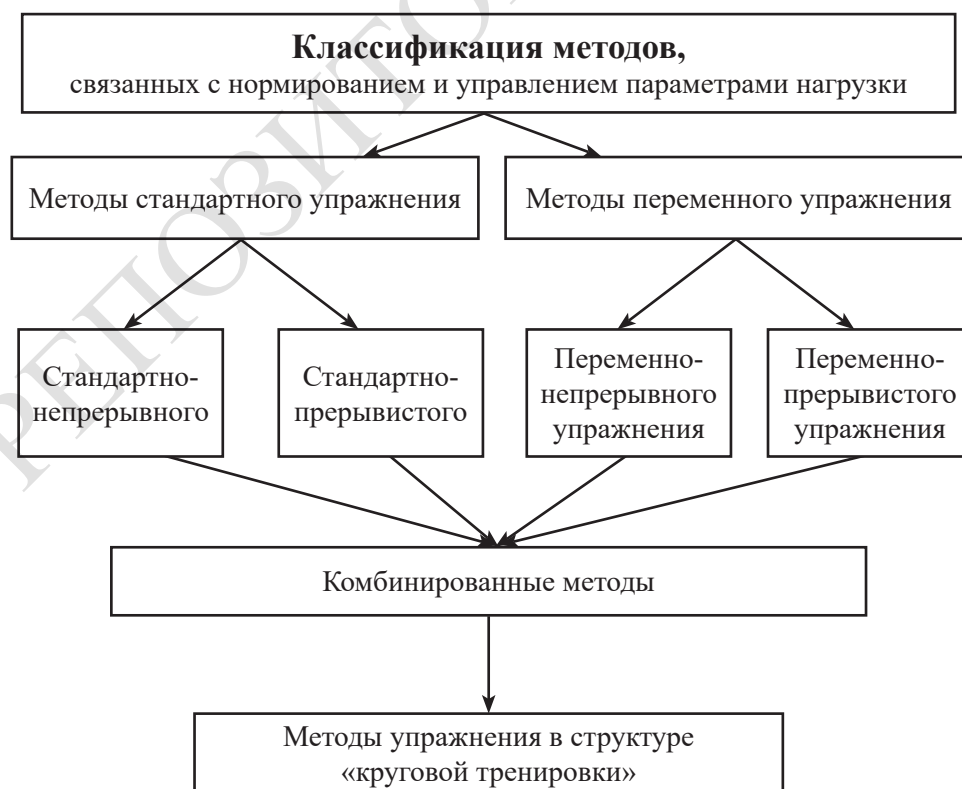 Классификация методов,
связанных с нормированием и управлением параметрами нагрузки
Методы стандартного упражнения
Методы переменного упражнения
Стандартно-
непрерывного
Стандартно-
прерывистого
Переменно-
непрерывного
упражнения
Переменно-
прерывистого
упражнения
Комбинированные методы
Методы упражнения в структуре
«круговой тренировки»
РЕПОЗИТО